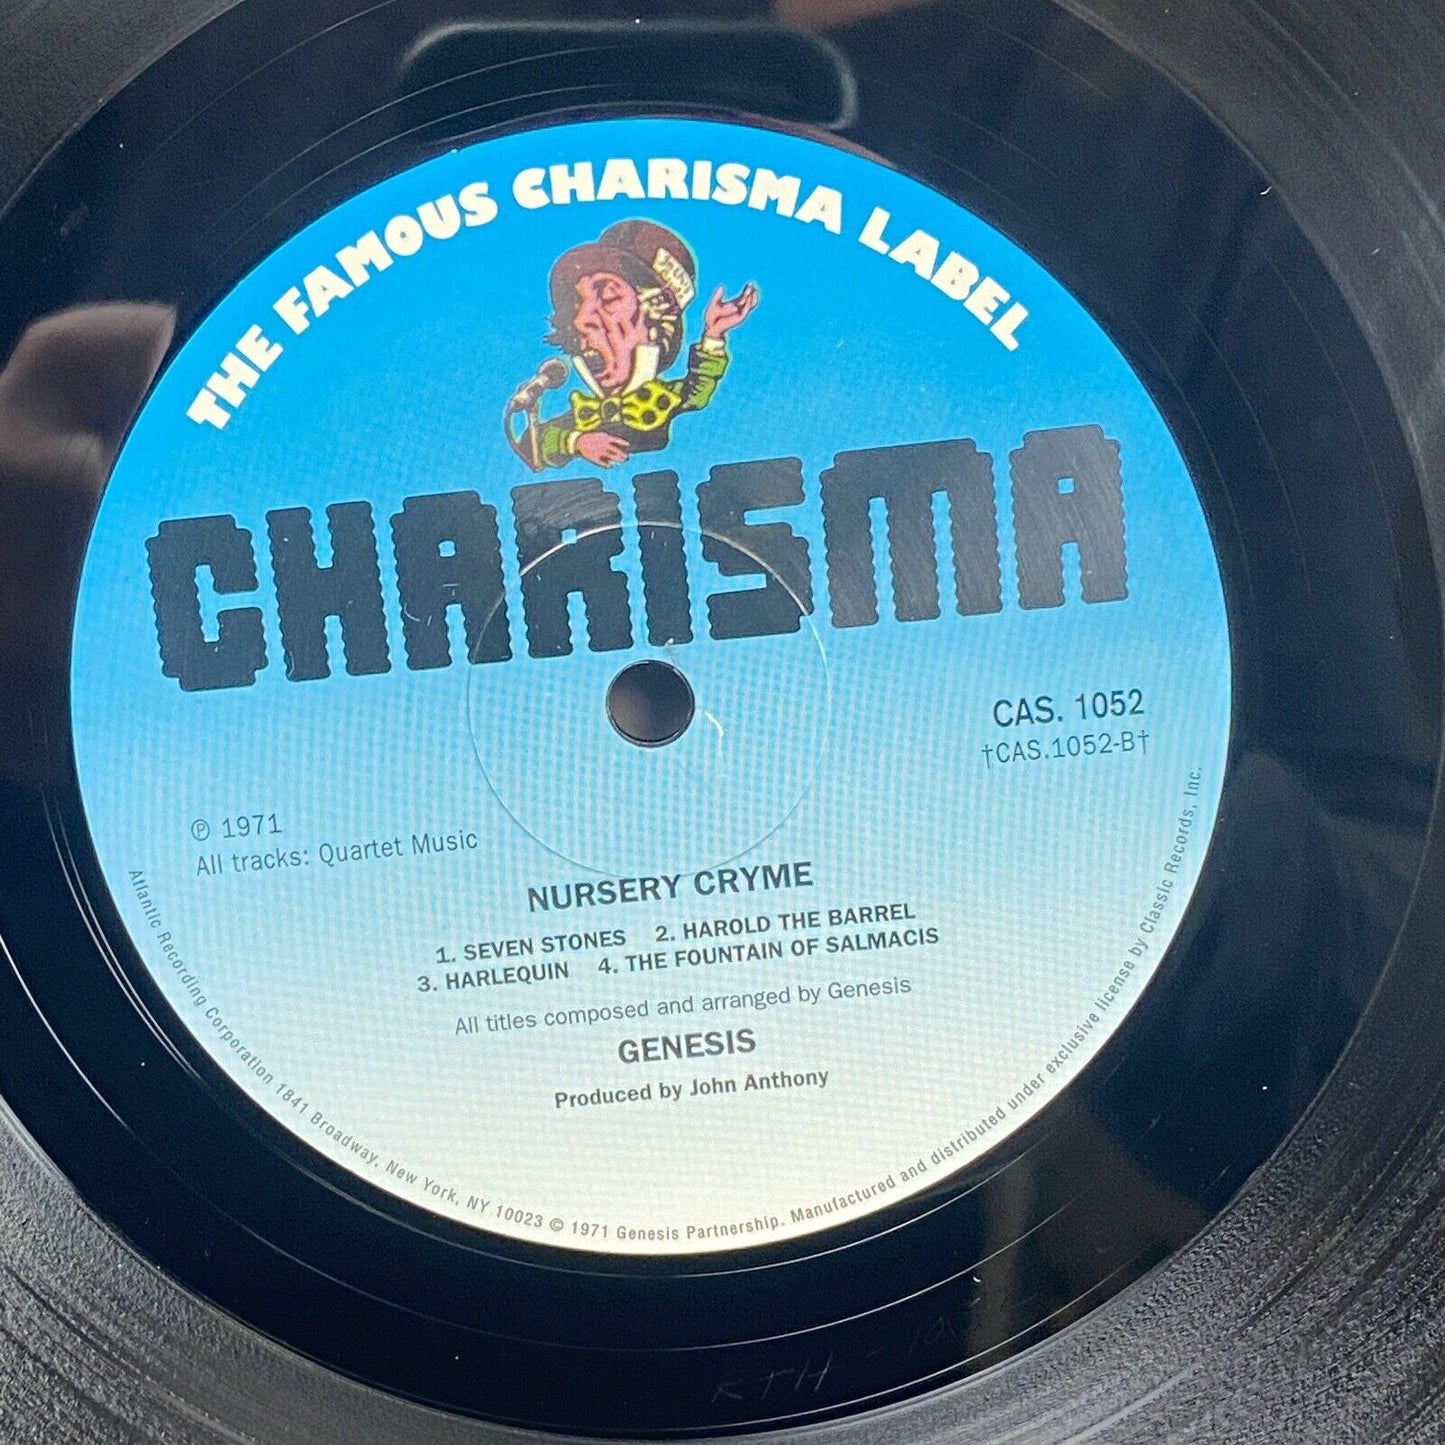 THE FAMOUS CHARISMA LABEL
CHARISMA
CAS. 1052
†CAS.1052-B†
℗ 1971
All tracks: Quartet Music
NURSERY CRYME
1. SEVEN STONES 2. HAROLD THE BARREL
3. HARLEQUIN 4. THE FOUNTAIN OF SALMACIS
All titles composed and arranged by Genesis
GENESIS
Produced by John Anthony
Atlantic Recording Corporation 1841 Broadway, New York, NY 10023 © 1971 Genesis Partnership. Manufactured and distributed under exclusive license by Classic Records, Inc.